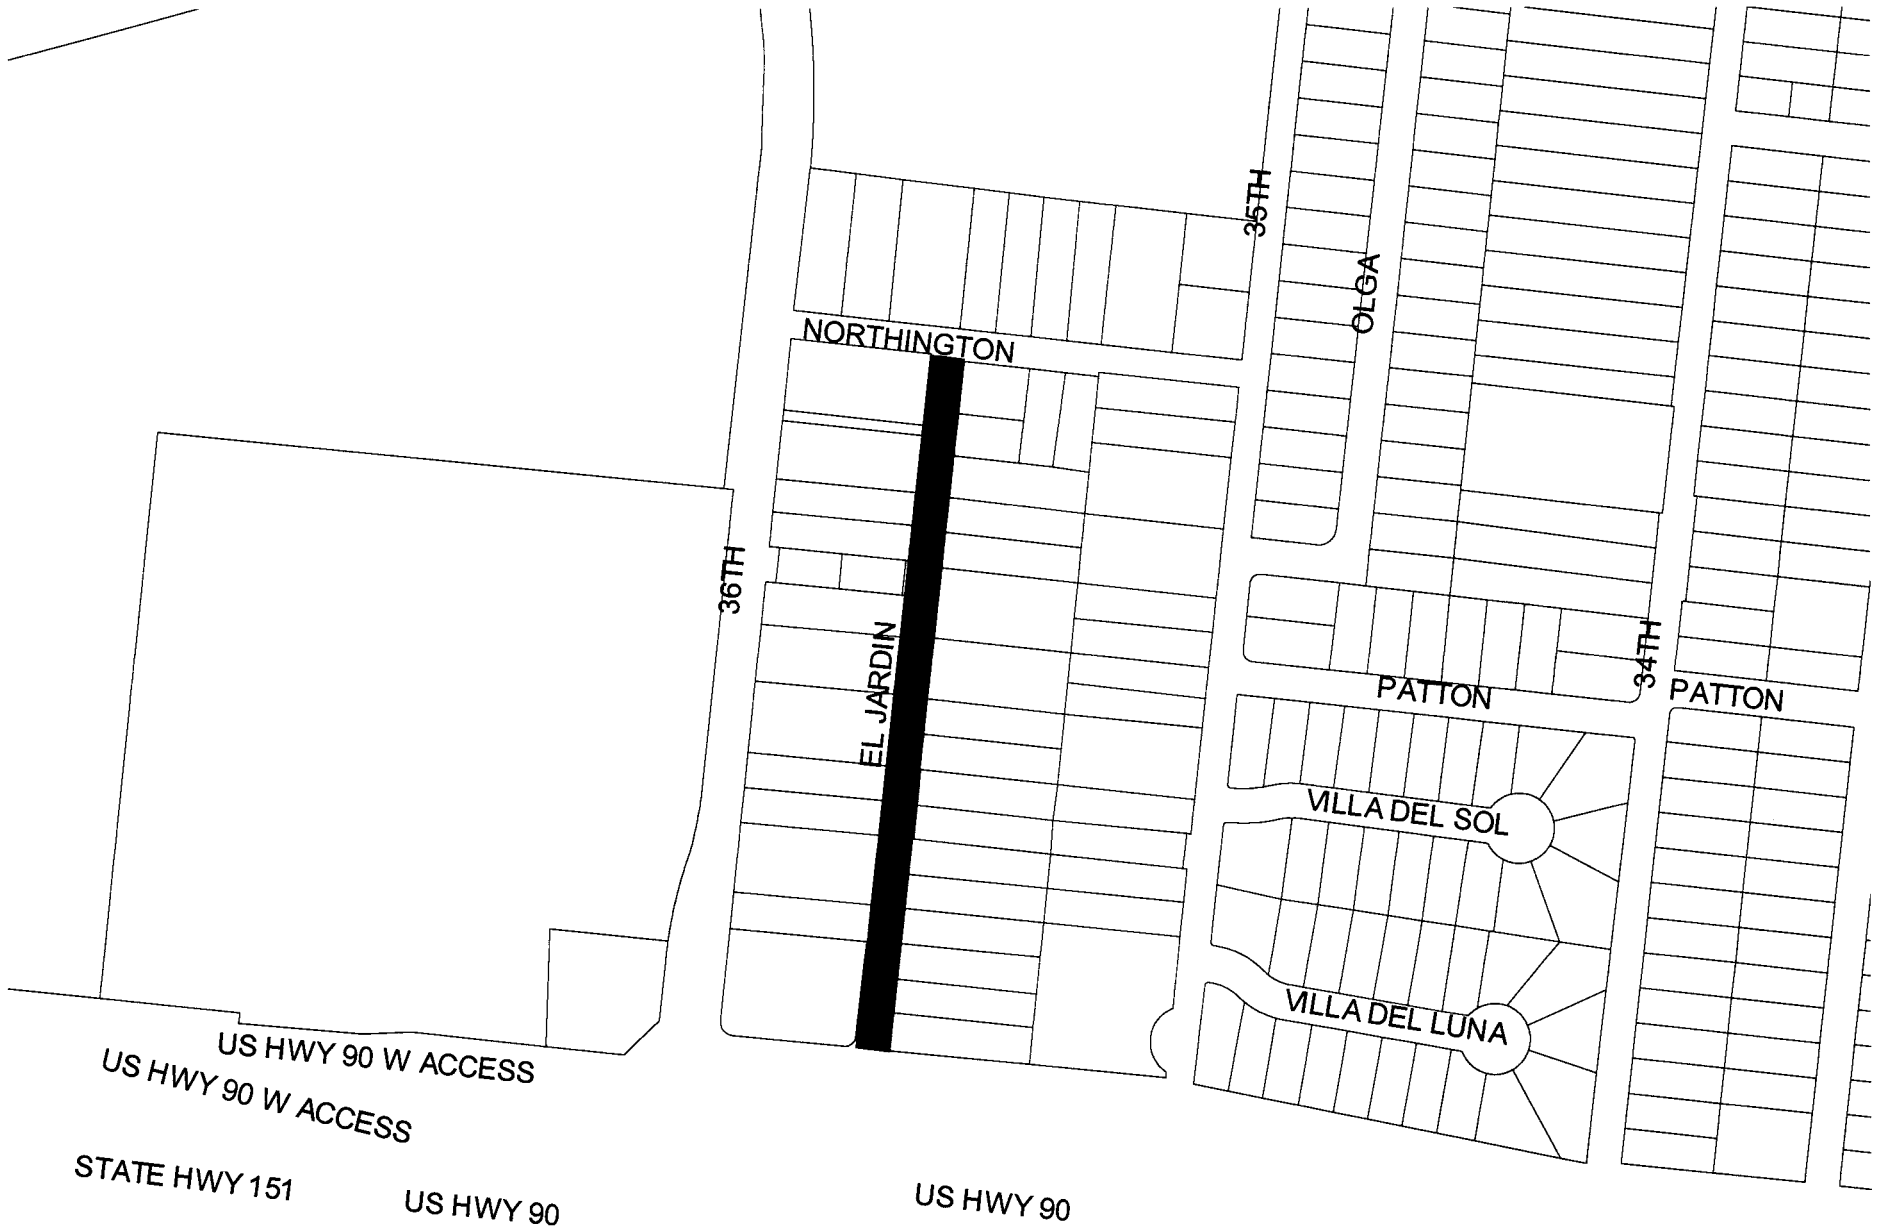 35TH
OLGA
NORTHINGTON
36TH
EL JARDIN
34TH
PATTON
PATTON
VILLA DEL SOL
VILLA DEL LUNA
US HWY 90 W ACCESS
US HWY 90 W ACCESS
STATE HWY 151
US HWY 90
US HWY 90